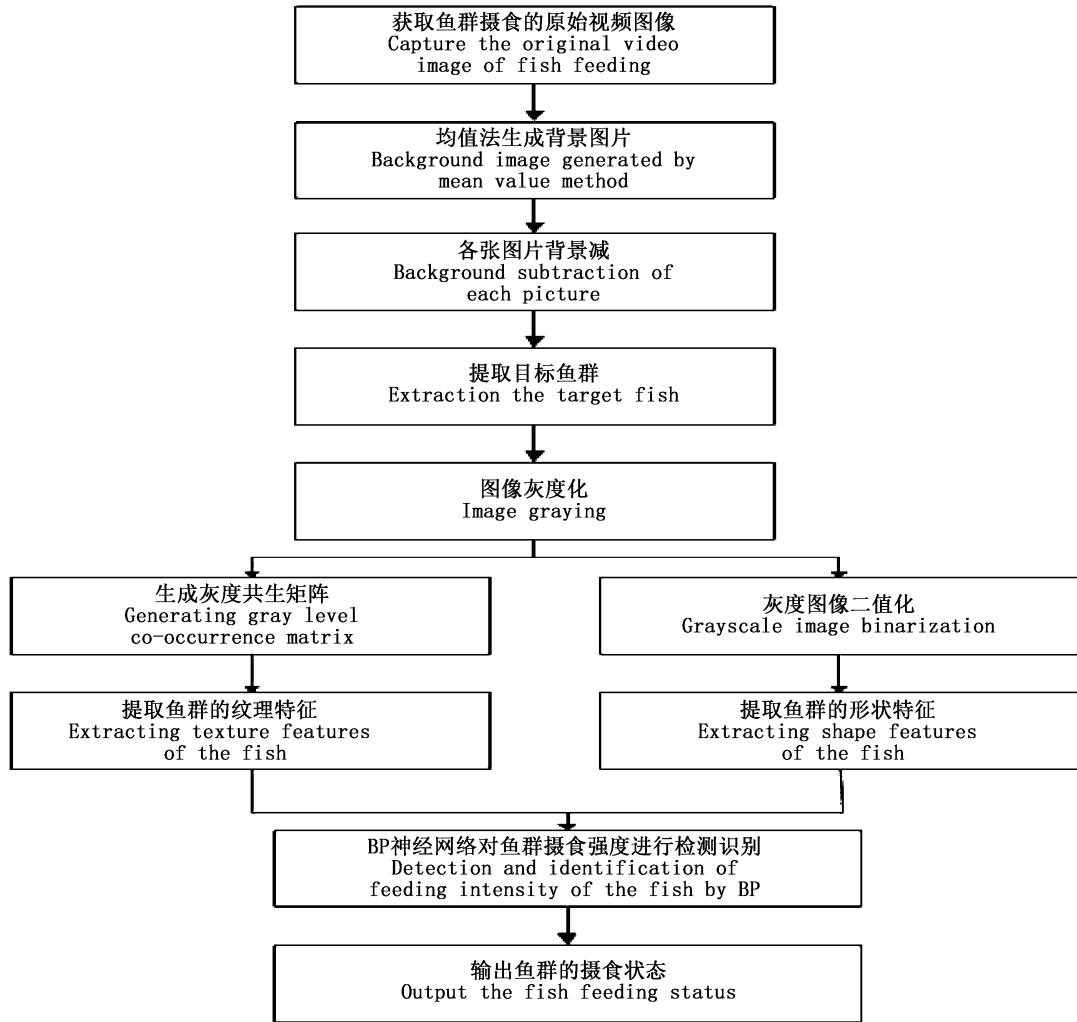 获取鱼群摄食的原始视频图像
Capture the original video
image of fish feeding
均值法生成背景图片
Background image generated by
mean value method
各张图片背景减
Background subtraction of
each picture
提取目标鱼群
Extraction the target fish
图像灰度化
Image graying
生成灰度共生矩阵
Generating gray level
co-occurrence matrix
灰度图像二值化
Grayscale image binarization
提取鱼群的纹理特征
Extracting texture features
of the fish
提取鱼群的形状特征
Extracting shape features
of the fish
BP神经网络对鱼群摄食强度进行检测识别
Detection and identification of
feeding intensity of the fish by BP
输出鱼群的摄食状态
Output the fish feeding status